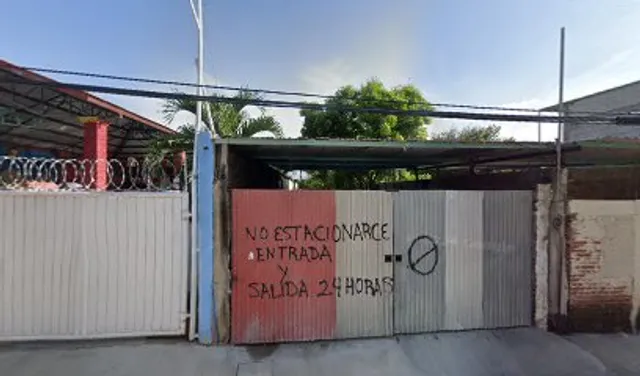 NO ESTACIONARCE
ENTRADA
Y
SALIDA 24 HORAS